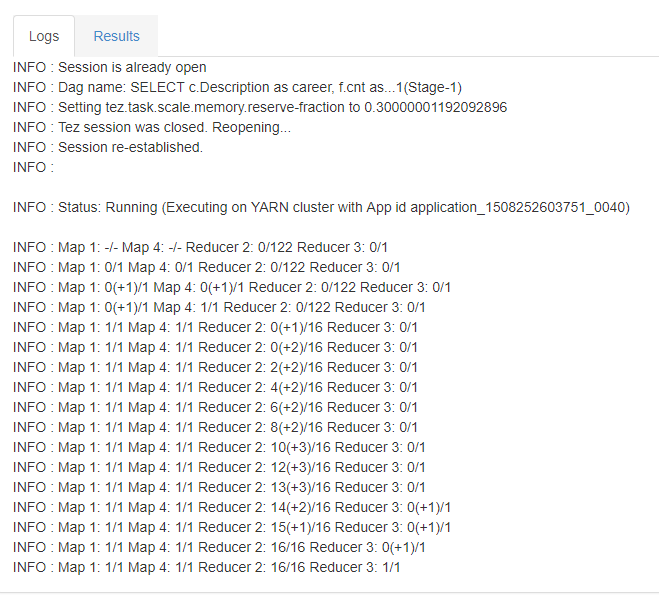 Logs Results
INFO : Session is already open
INFO : Dag name: SELECT c.Description as career, f.cnt as...1(Stage-1)
INFO : Setting tez.task.scale.memory.reserve-fraction to 0.30000001192092896
INFO : Tez session was closed. Reopening...
INFO : Session re-established.
INFO :
INFO : Status: Running (Executing on YARN cluster with App id application_1508252603751_0040)
INFO : Map 1: -/- Map 4: -/- Reducer 2: 0/122 Reducer 3: 0/1
INFO : Map 1: 0/1 Map 4: 0/1 Reducer 2: 0/122 Reducer 3: 0/1
INFO : Map 1: 0(+1)/1 Map 4: 0(+1)/1 Reducer 2: 0/122 Reducer 3: 0/1
INFO : Map 1: 0(+1)/1 Map 4: 1/1 Reducer 2: 0/122 Reducer 3: 0/1
INFO : Map 1: 1/1 Map 4: 1/1 Reducer 2: 0(+1)/16 Reducer 3: 0/1
INFO : Map 1: 1/1 Map 4: 1/1 Reducer 2: 0(+2)/16 Reducer 3: 0/1
INFO : Map 1: 1/1 Map 4: 1/1 Reducer 2: 2(+2)/16 Reducer 3: 0/1
INFO : Map 1: 1/1 Map 4: 1/1 Reducer 2: 4(+2)/16 Reducer 3: 0/1
INFO : Map 1: 1/1 Map 4: 1/1 Reducer 2: 6(+2)/16 Reducer 3: 0/1
INFO : Map 1: 1/1 Map 4: 1/1 Reducer 2: 8(+2)/16 Reducer 3: 0/1
INFO : Map 1: 1/1 Map 4: 1/1 Reducer 2: 10(+3)/16 Reducer 3: 0/1
INFO : Map 1: 1/1 Map 4: 1/1 Reducer 2: 12(+3)/16 Reducer 3: 0/1
INFO : Map 1: 1/1 Map 4: 1/1 Reducer 2: 13(+3)/16 Reducer 3: 0/1
INFO : Map 1: 1/1 Map 4: 1/1 Reducer 2: 14(+2)/16 Reducer 3: 0(+1)/1
INFO : Map 1: 1/1 Map 4: 1/1 Reducer 2: 15(+1)/16 Reducer 3: 0(+1)/1
INFO : Map 1: 1/1 Map 4: 1/1 Reducer 2: 16/16 Reducer 3: 0(+1)/1
INFO : Map 1: 1/1 Map 4: 1/1 Reducer 2: 16/16 Reducer 3: 1/1